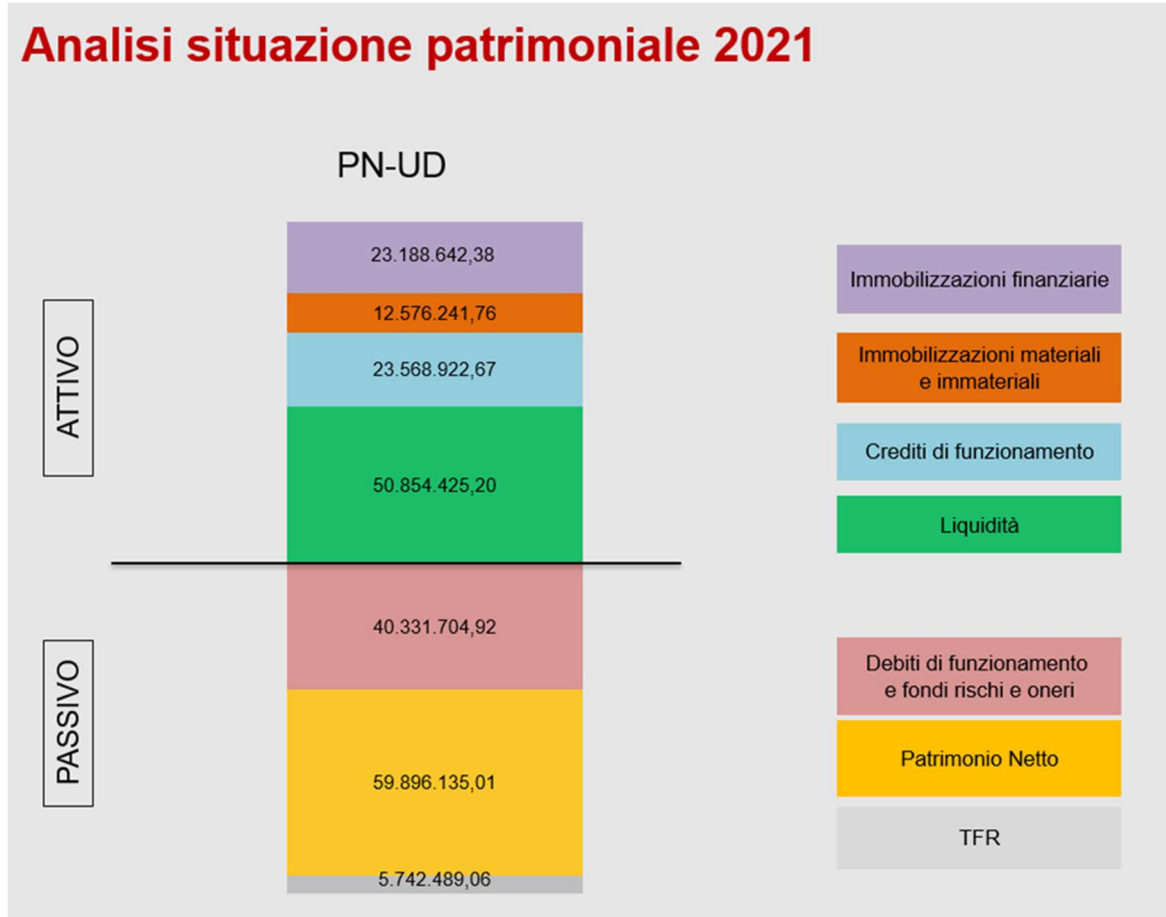 Analisi situazione patrimoniale 2021
PN-UD
ATTIVO
23.188.642,38
12.576.241,76
23.568.922,67
50.854.425,20
PASSIVO
40.331.704,92
59.896.135,01
5.742.489,06
Immobilizzazioni finanziarie
Immobilizzazioni materiali
e immateriali
Crediti di funzionamento
Liquidità
Debiti di funzionamento
e fondi rischi e oneri
Patrimonio Netto
TFR